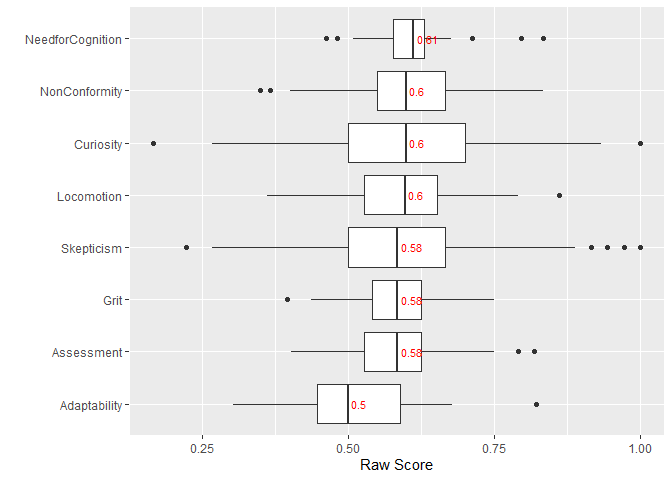 NeedforCognition 0.61
NonConformity 0.6
Curiosity 0.6
Locomotion 0.6
Skepticism 0.58
Grit 0.58
Assessment 0.58
Adaptability 0.5
0.25 0.50 0.75 1.00
Raw Score